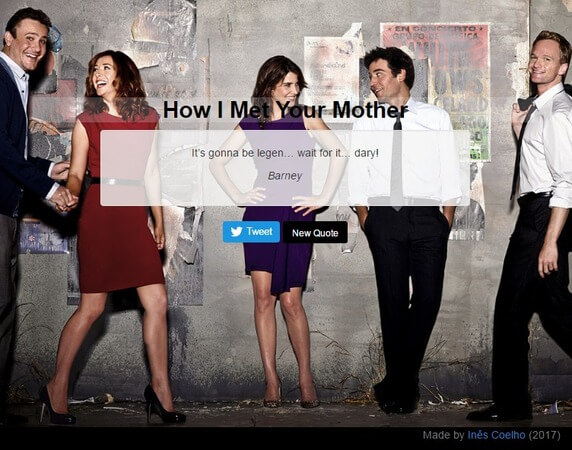 EN CONCIERTO
How I Met Your Mother
It's gonna be legen... wait for it... dary!
Barney
Tweet
New Quote
Made by Inês Coelho (2017)